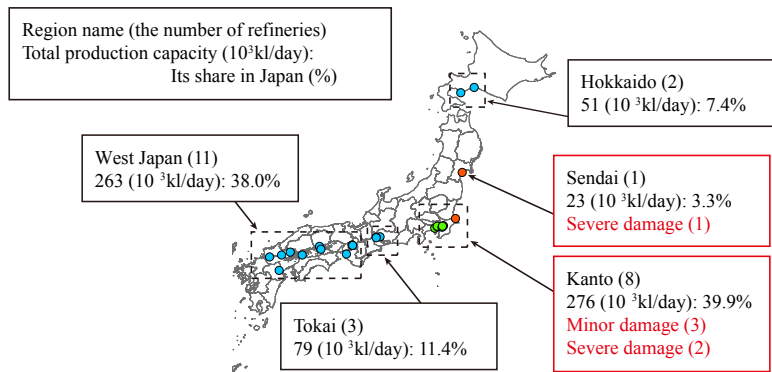 Region name (the number of refineries)
Total production capacity (10³kl/day):
Its share in Japan (%)
Hokkaido (2)
51 (10 ³kl/day): 7.4%
West Japan (11)
263 (10 ³kl/day): 38.0%
Sendai (1)
23 (10 ³kl/day): 3.3%
Severe damage (1)
Kanto (8)
276 (10 ³kl/day): 39.9%
Minor damage (3)
Severe damage (2)
Tokai (3)
79 (10 ³kl/day): 11.4%